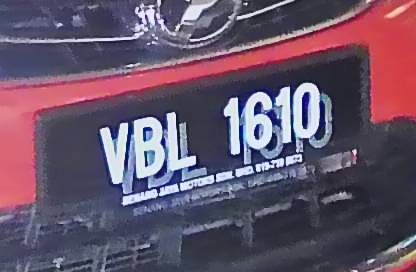 VBL 1610
SENANG JAYA MOTORS SDN. BHD.